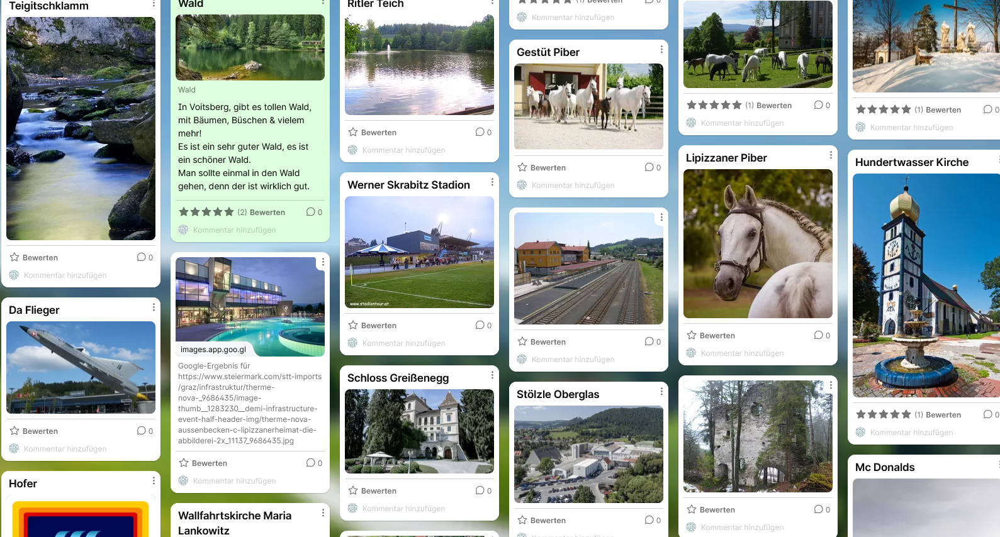 Teigitschklamm
Bewerten
0
Kommentar hinzufügen
Da Flieger
Bewerten
0
Kommentar hinzufügen
Hofer
Wald
Wald
In Voitsberg, gibt es tollen Wald,
mit Bäumen, Büschen & vielem
mehr!
Es ist ein sehr guter Wald, es ist
ein schöner Wald.
Man sollte einmal in den Wald
gehen, denn der ist wirklich gut.
(2) Bewerten
0
Kommentar hinzufügen
images.app.goo.gl
Google-Ergebnis für
https://www.steiermark.com/stt-imports
/graz/infrastruktur/therme-
nova-_9686435/image-
thumb__1283230__demi-infrastructure-
event-half-header-img/therme-nova-
aussenbecken-c-lipizzanerheimat-die-
abbilderei-2x_11137_9686435.jpg
Bewerten
0
Kommentar hinzufügen
Wallfahrtskirche Maria
Lankowitz
Ritler Teich
Bewerten
0
Kommentar hinzufügen
Werner Skrabitz Stadion
www.stadiontour.at
Bewerten
0
Kommentar hinzufügen
Schloss Greißenegg
Bewerten
0
Kommentar hinzufügen
(1) Bewerten
0
Kommentar hinzufügen
Gestüt Piber
Bewerten
0
Kommentar hinzufügen
Bewerten
0
Kommentar hinzufügen
Stölzle Oberglas
Bewerten
0
Kommentar hinzufügen
(1) Bewerten
0
Kommentar hinzufügen
Lipizzaner Piber
Bewerten
0
Kommentar hinzufügen
Bewerten
0
Kommentar hinzufügen
(1) Bewerten
0
Kommentar hinzufügen
Hundertwasser Kirche
(1) Bewerten
0
Kommentar hinzufügen
Mc Donalds